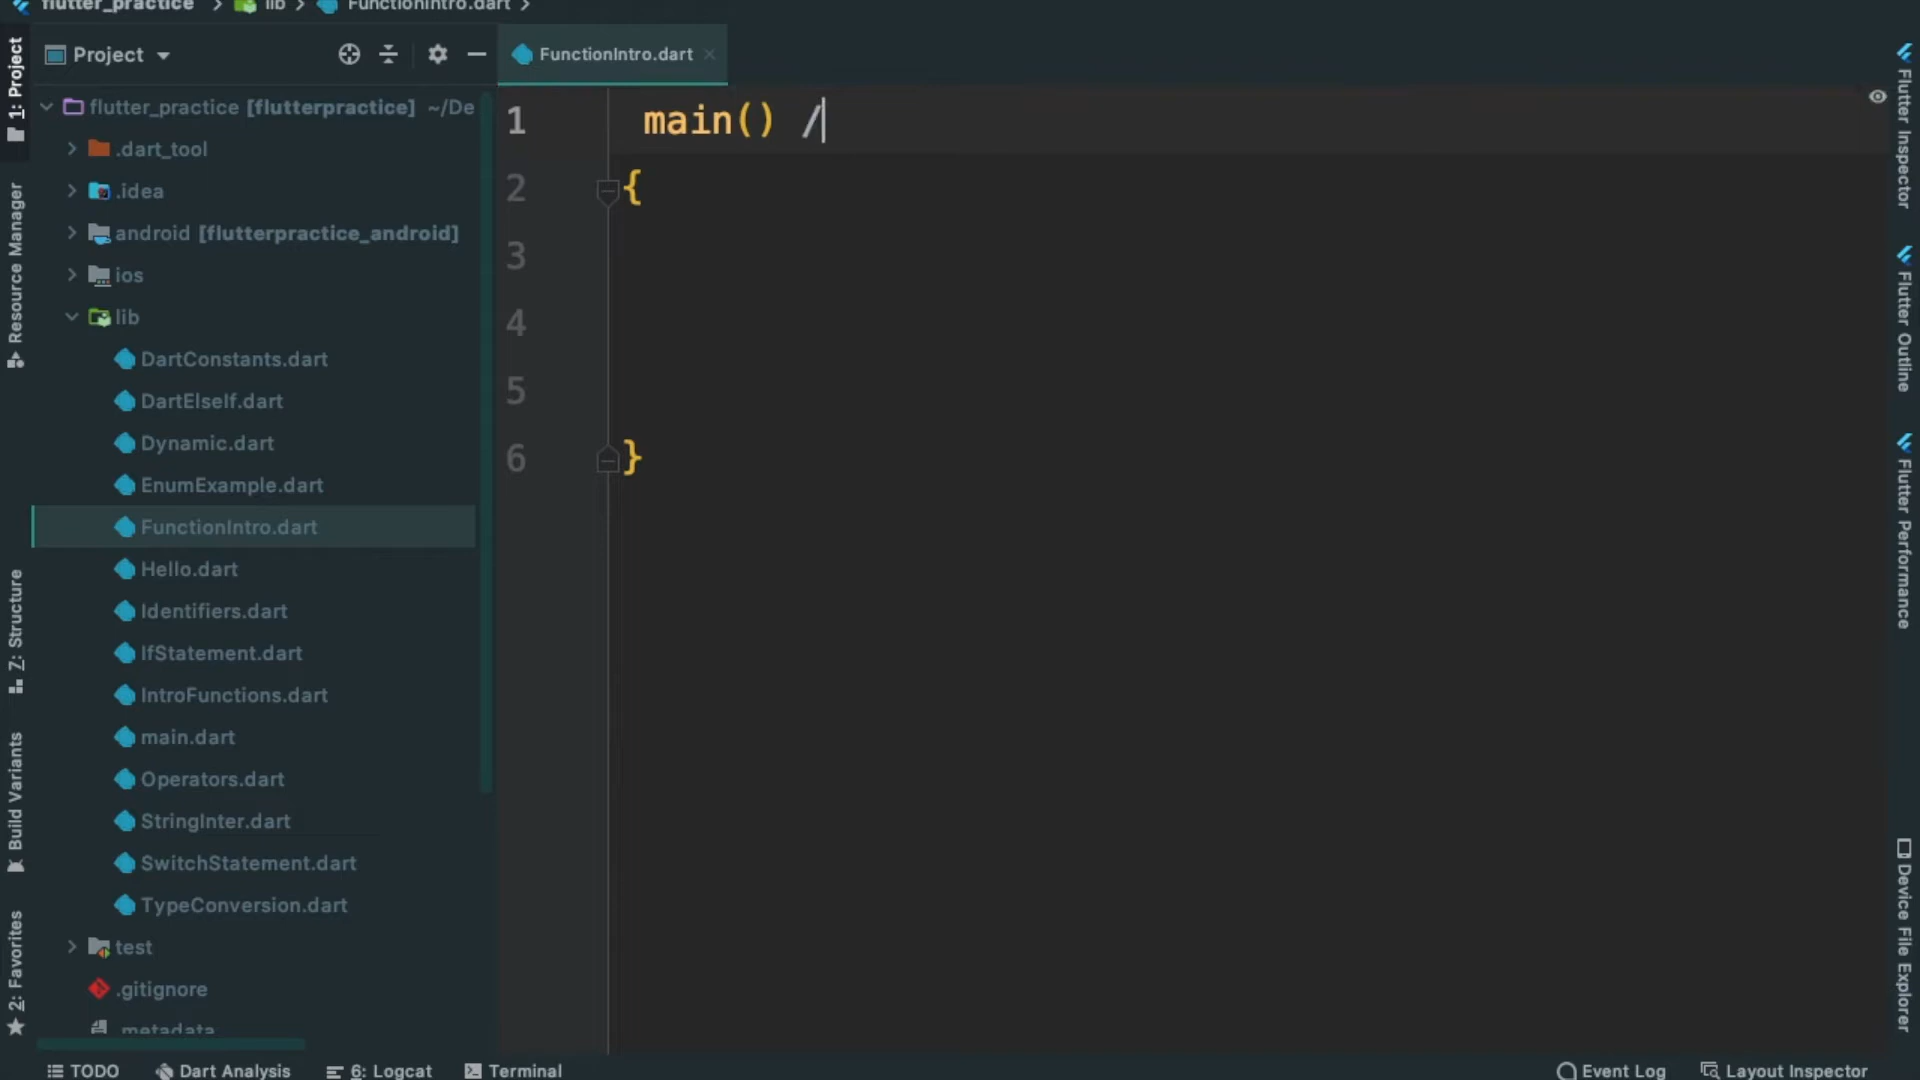 flutter_practice > lib > FunctionIntro.dart >
1: Project
Resource Manager
Z: Structure
Build Variants
2: Favorites
Project
flutter_practice [flutterpractice] ~/De
.dart_tool
.idea
android [flutterpractice_android]
ios
lib
DartConstants.dart
DartElseIf.dart
Dynamic.dart
EnumExample.dart
FunctionIntro.dart
Hello.dart
Identifiers.dart
IfStatement.dart
IntroFunctions.dart
main.dart
Operators.dart
StringInter.dart
SwitchStatement.dart
TypeConversion.dart
test
.gitignore
.metadata
FunctionIntro.dart
1 main() /
2 {
3
4
5
6 }
Flutter Inspector
Flutter Outline
Flutter Performance
Device File Explorer
TODO
Dart Analysis
6: Logcat
Terminal
Event Log
Layout Inspector